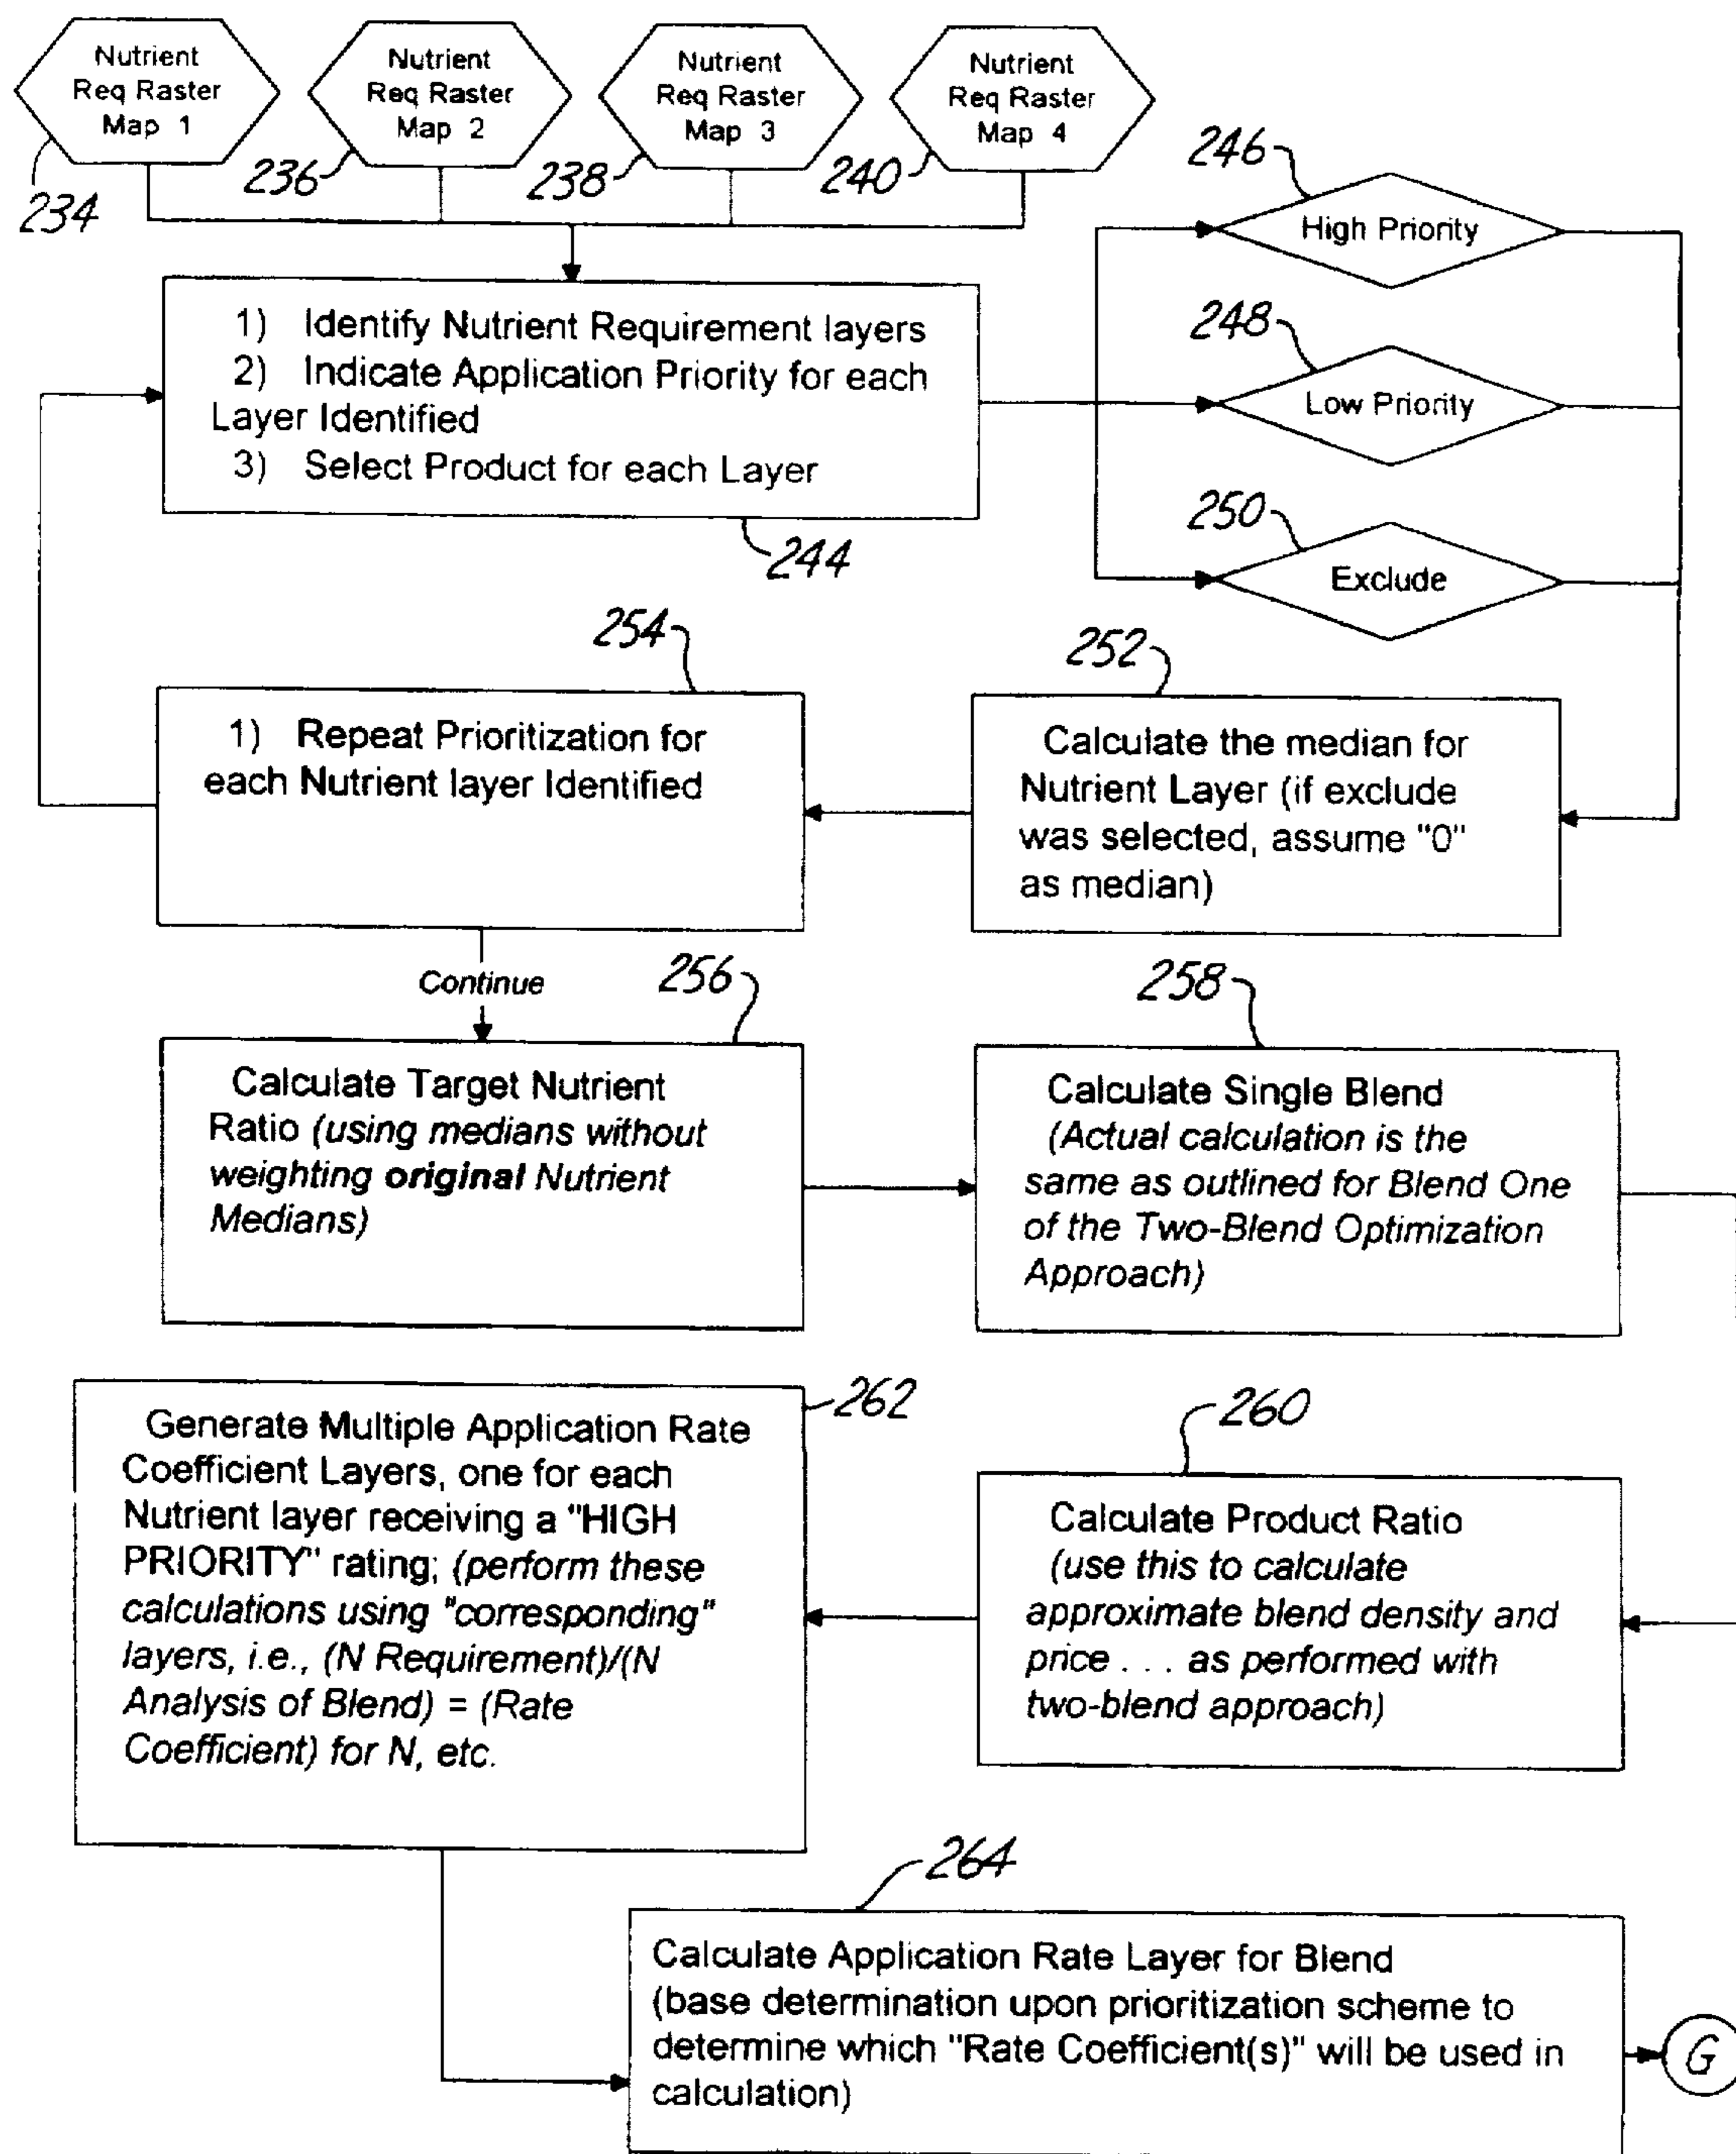 Nutrient
Req Raster
Map 1
Nutrient
Req Raster
Map 2
Nutrient
Req Raster
Map 3
Nutrient
Req Raster
Map 4
234
236
238
240
246
High Priority
1) Identify Nutrient Requirement layers
2) Indicate Application Priority for each
Layer Identified
3) Select Product for each Layer
244
248
Low Priority
250
Exclude
254
1) Repeat Prioritization for
each Nutrient layer Identified
252
Calculate the median for
Nutrient Layer (if exclude
was selected, assume "0"
as median)
Continue
256
Calculate Target Nutrient
Ratio (using medians without
weighting original Nutrient
Medians)
258
Calculate Single Blend
(Actual calculation is the
same as outlined for Blend One
of the Two-Blend Optimization
Approach)
262
Generate Multiple Application Rate
Coefficient Layers, one for each
Nutrient layer receiving a "HIGH
PRIORITY" rating; (perform these
calculations using "corresponding"
layers, i.e., (N Requirement)/(N
Analysis of Blend) = (Rate
Coefficient) for N, etc.
260
Calculate Product Ratio
(use this to calculate
approximate blend density and
price . . . as performed with
two-blend approach)
264
Calculate Application Rate Layer for Blend
(base determination upon prioritization scheme to
determine which "Rate Coefficient(s)" will be used in
calculation)
G